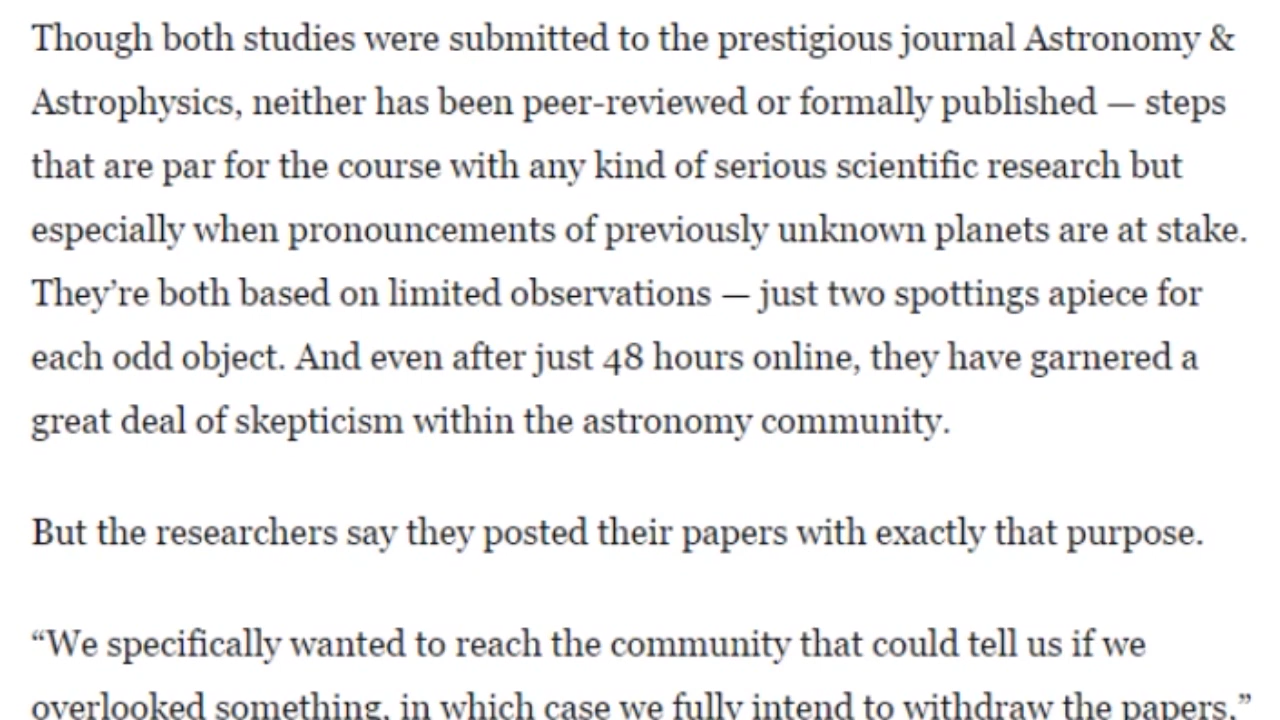 Though both studies were submitted to the prestigious journal Astronomy &
Astrophysics, neither has been peer-reviewed or formally published — steps
that are par for the course with any kind of serious scientific research but
especially when pronouncements of previously unknown planets are at stake.
They’re both based on limited observations — just two spottings apiece for
each odd object. And even after just 48 hours online, they have garnered a
great deal of skepticism within the astronomy community.
But the researchers say they posted their papers with exactly that purpose.
“We specifically wanted to reach the community that could tell us if we
overlooked something, in which case we fully intend to withdraw the papers,”